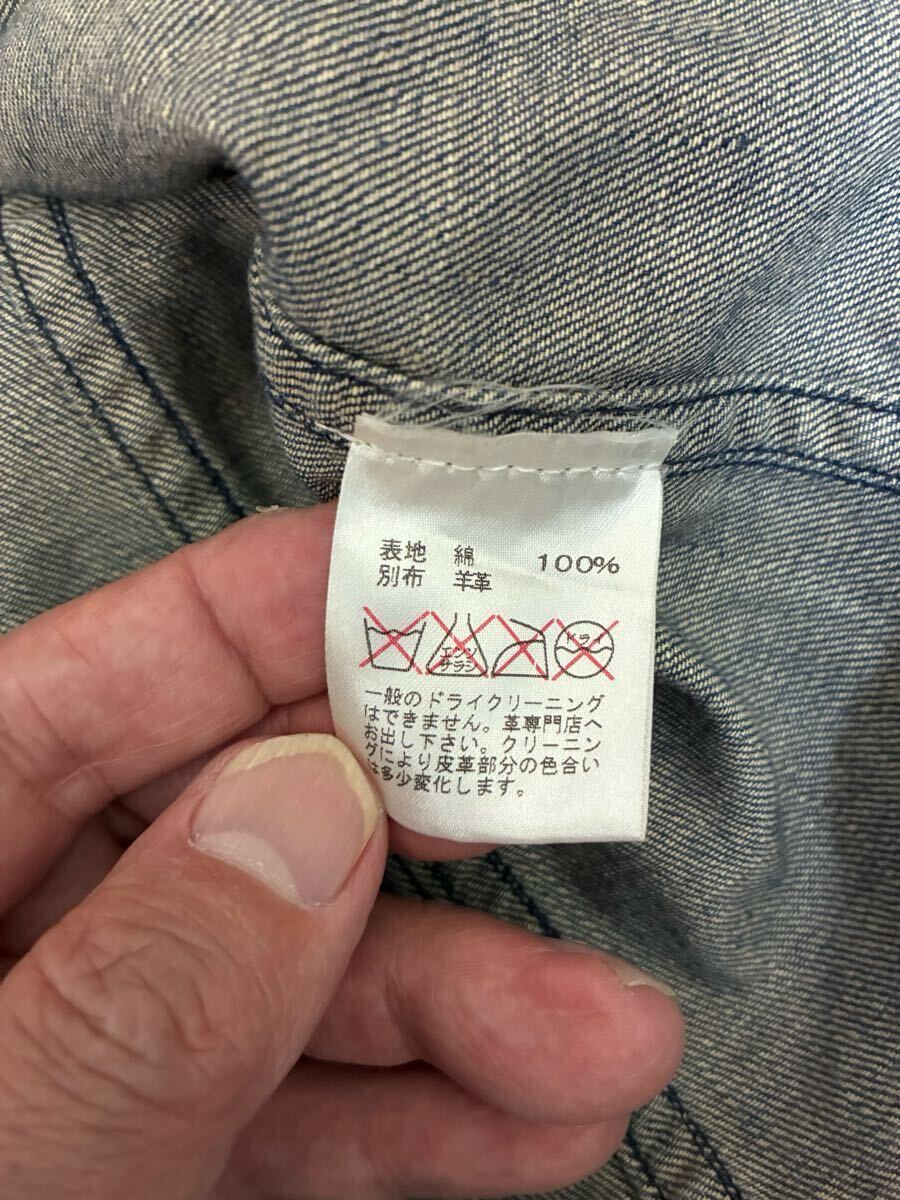 表地 綿 100%
別布 羊革
エンソ サラシ ドライ
一般のドライクリーニング
はできません。革専門店へ
お出し下さい。クリーニン
グにより皮革部分の色合い
は多少変化します。